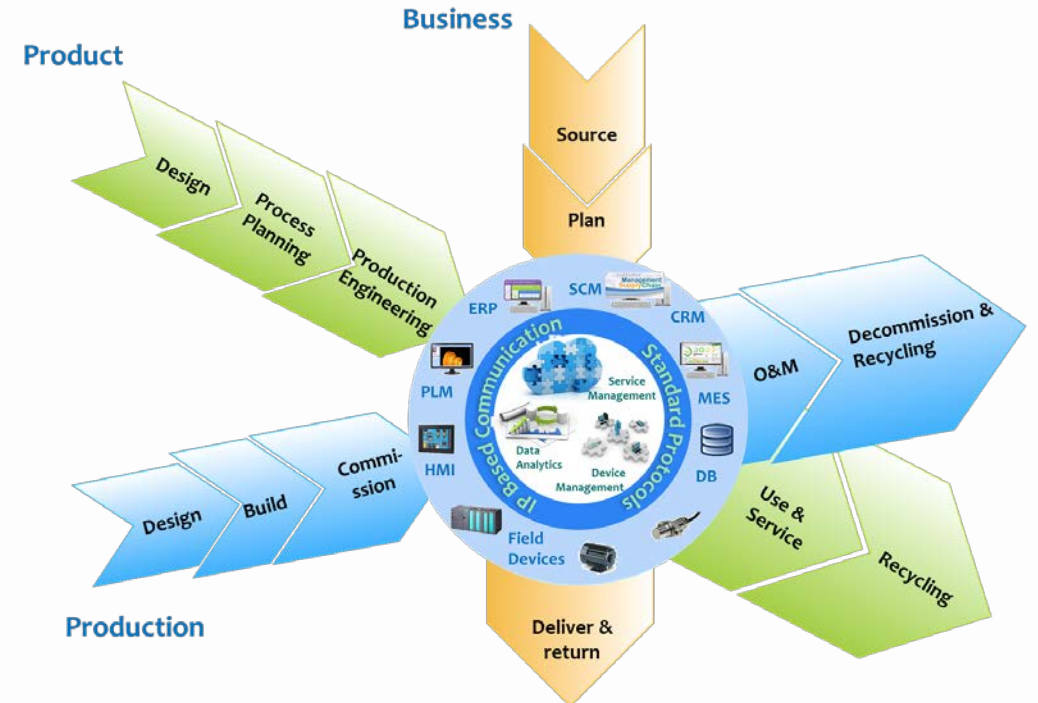 Business
Product
Source
Plan
Design
Process
Planning
Production
Engineering
ERP
SCM
Management
SupplyChain
CRM
PLM
MES
HMI
DB
Field
Devices
IP Based Communication
Standard Protocols
Service
Management
Data
Analytics
Device
Management
O&M
Decommission &
Recycling
Design
Build
Commi-
ssion
Use &
Service
Recycling
Production
Deliver &
return